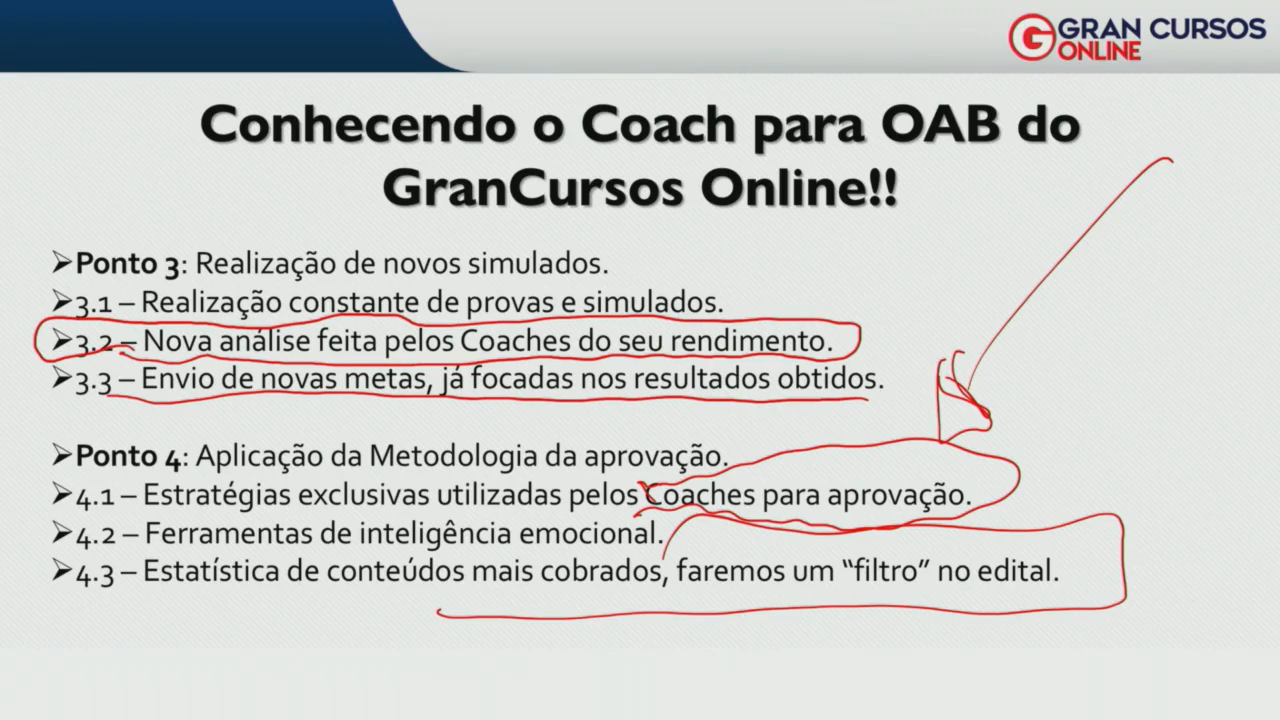 GRAN CURSOS
ONLINE
Conhecendo o Coach para OAB do
GranCursos Online!!
➢Ponto 3: Realização de novos simulados.
➢3.1 – Realização constante de provas e simulados.
➢3.2 – Nova análise feita pelos Coaches do seu rendimento.
➢3.3 – Envio de novas metas, já focadas nos resultados obtidos.
➢Ponto 4: Aplicação da Metodologia da aprovação.
➢4.1 – Estratégias exclusivas utilizadas pelos Coaches para aprovação.
➢4.2 – Ferramentas de inteligência emocional.
➢4.3 – Estatística de conteúdos mais cobrados, faremos um “filtro” no edital.